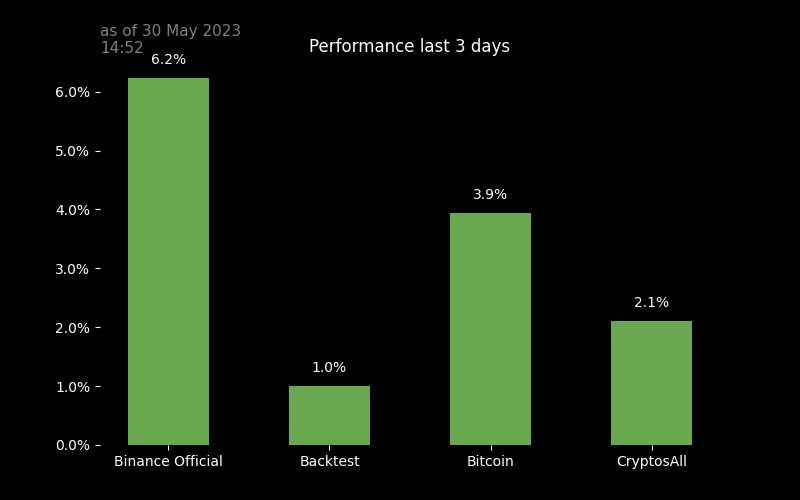 as of 30 May 2023
14:52
Performance last 3 days
6.2%
6.0%
5.0%
4.0%
3.9%
3.0%
2.1%
2.0%
1.0%
1.0%
0.0%
Binance Official
Backtest
Bitcoin
CryptosAll